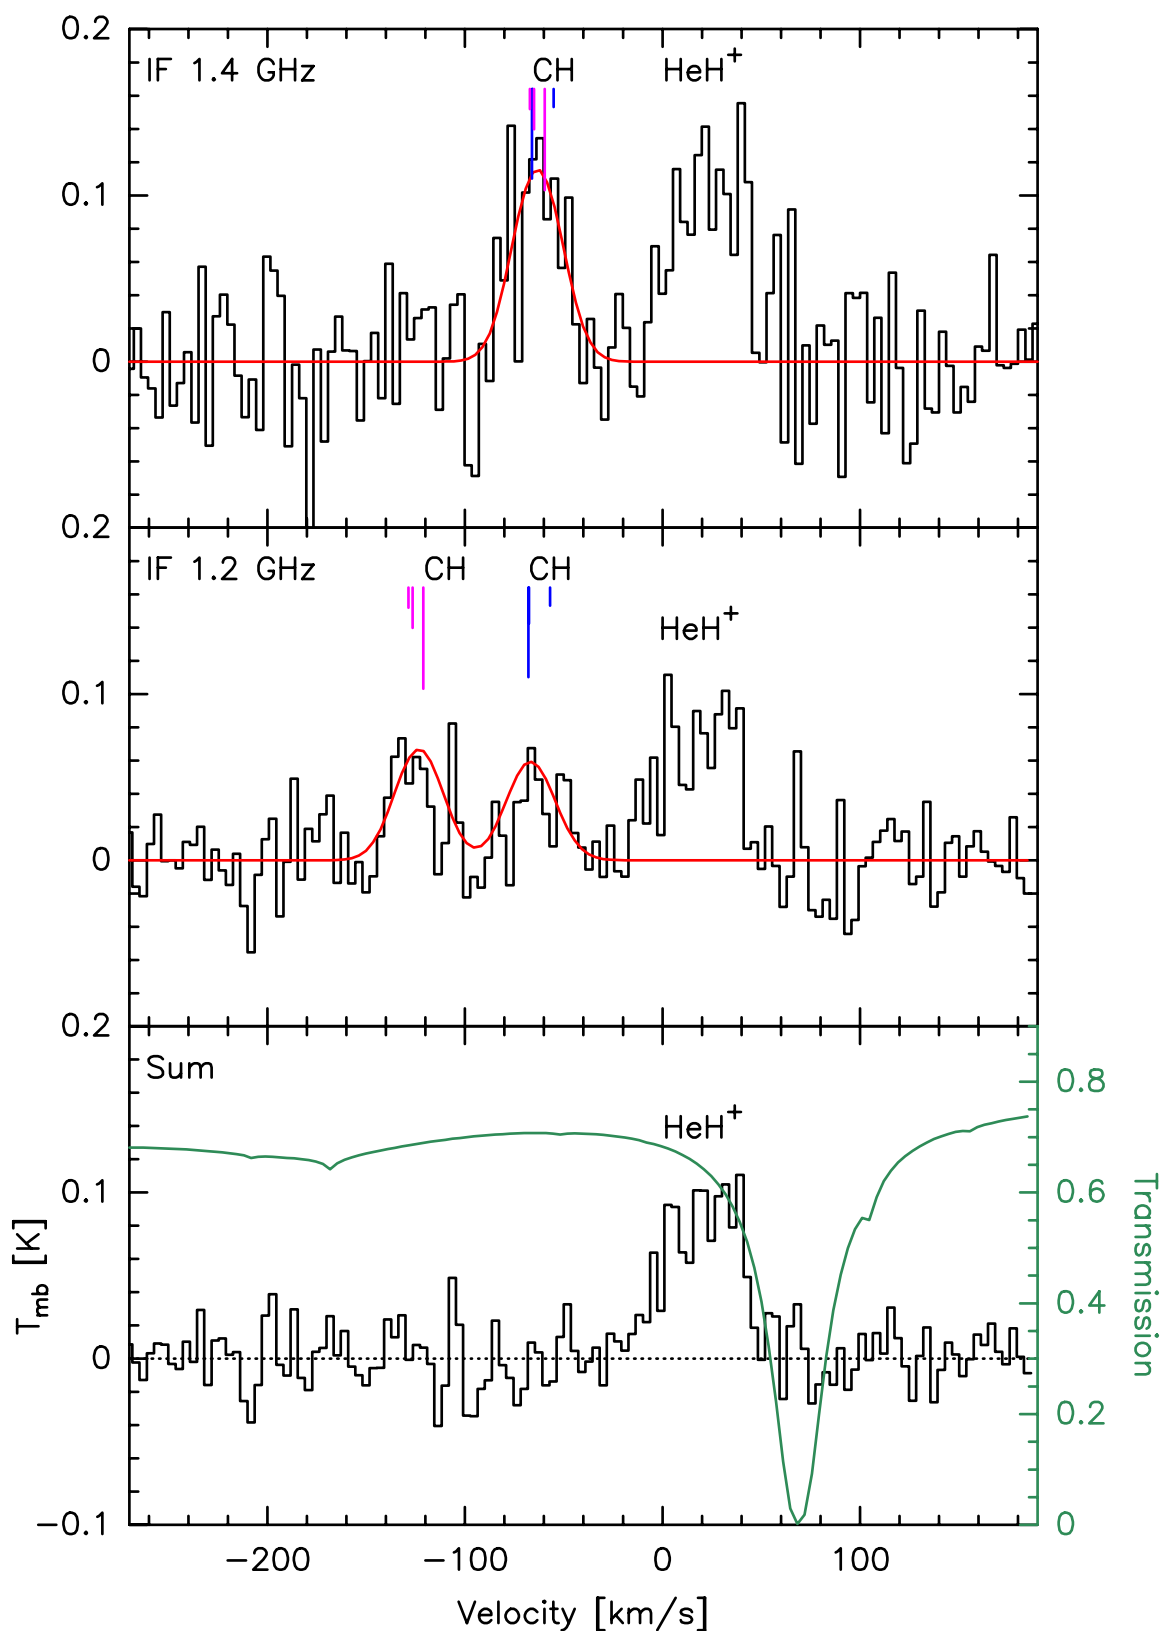 0.2
IF 1.4 GHz CH HeH⁺
0.1
0
0.2
IF 1.2 GHz CH CH
HeH⁺
0.1
0
0.2
Sum
0.8
HeH⁺
0.1 0.6
T_mb [K]
Transmission
0.4
0
0.2
−0.1 0
−200 −100 0 100
Velocity [km/s]